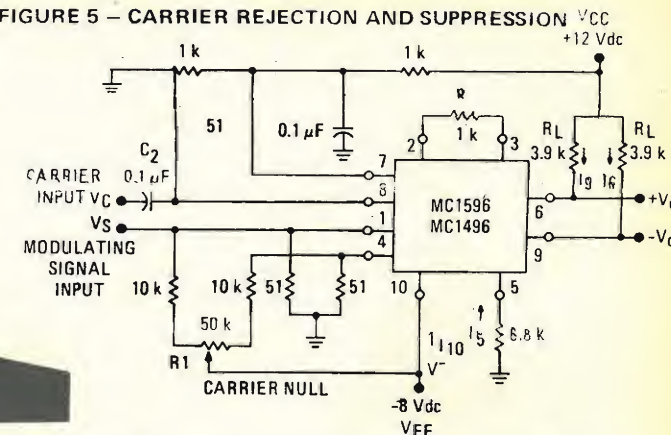 FIGURE 5 – CARRIER REJECTION AND SUPPRESSION
VCC
+12 Vdc
1 k
1 k
R
1 k
51
0.1 µF
2
3
RL
3.9 k
RL
3.9 k
C2
0.1 µF
7
CARRIER
INPUT VC
8
MC1596
MC1496
6
I9
I6
VS
1
MODULATING
SIGNAL
INPUT
4
9
10 k
10 k
51
51
10
5
50 k
R1
I10
I5
6.8 k
V-
CARRIER NULL
-8 Vdc
VEE